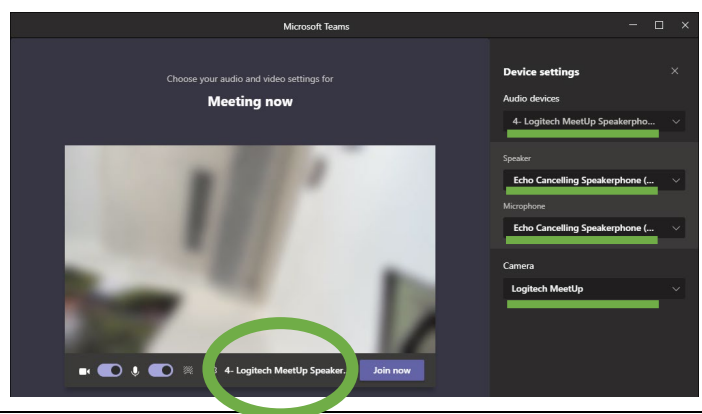 Microsoft Teams
Choose your audio and video settings for
Meeting now
4- Logitech MeetUp Speaker...
Join now
Device settings
Audio devices
4- Logitech MeetUp Speakerpho...
Speaker
Echo Cancelling Speakerphone (...
Microphone
Echo Cancelling Speakerphone (...
Camera
Logitech MeetUp